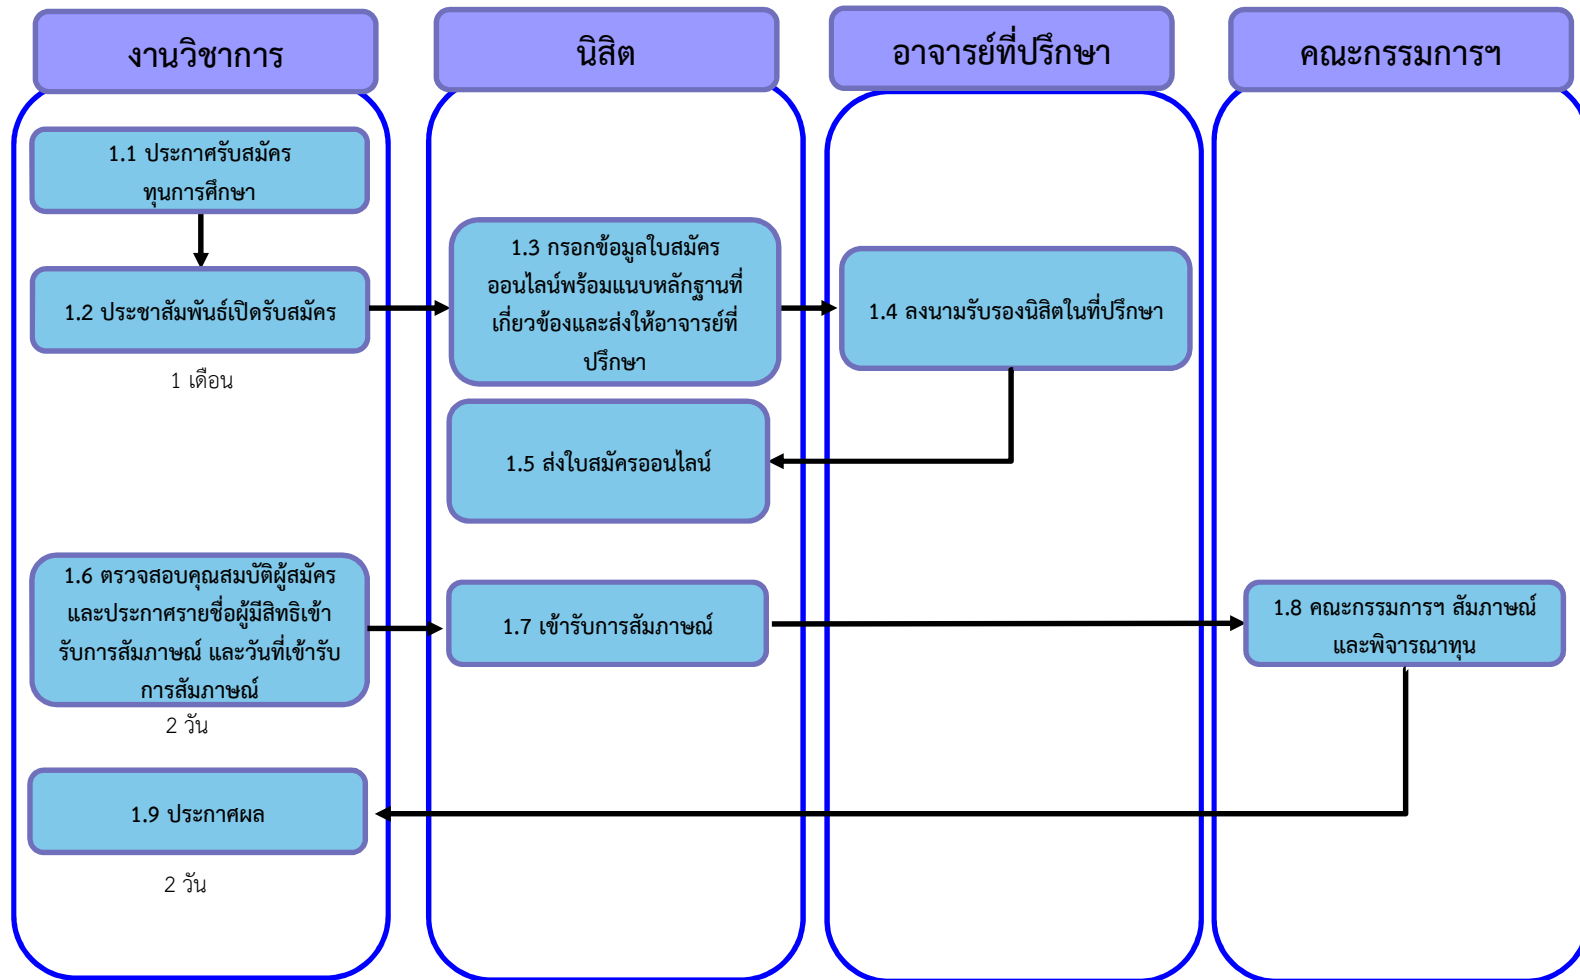 งานวิชาการ
นิสิต
อาจารย์ที่ปรึกษา
คณะกรรมการฯ
1.1 ประกาศรับสมัคร
ทุนการศึกษา
1.2 ประชาสัมพันธ์เปิดรับสมัคร
1 เดือน
1.3 กรอกข้อมูลใบสมัคร
ออนไลน์พร้อมแนบหลักฐานที่
เกี่ยวข้องและส่งให้อาจารย์ที่
ปรึกษา
1.4 ลงนามรับรองนิสิตในที่ปรึกษา
1.5 ส่งใบสมัครออนไลน์
1.6 ตรวจสอบคุณสมบัติผู้สมัคร
และประกาศรายชื่อผู้มีสิทธิเข้า
รับการสัมภาษณ์ และวันที่เข้ารับ
การสัมภาษณ์
2 วัน
1.7 เข้ารับการสัมภาษณ์
1.8 คณะกรรมการฯ สัมภาษณ์
และพิจารณาทุน
1.9 ประกาศผล
2 วัน